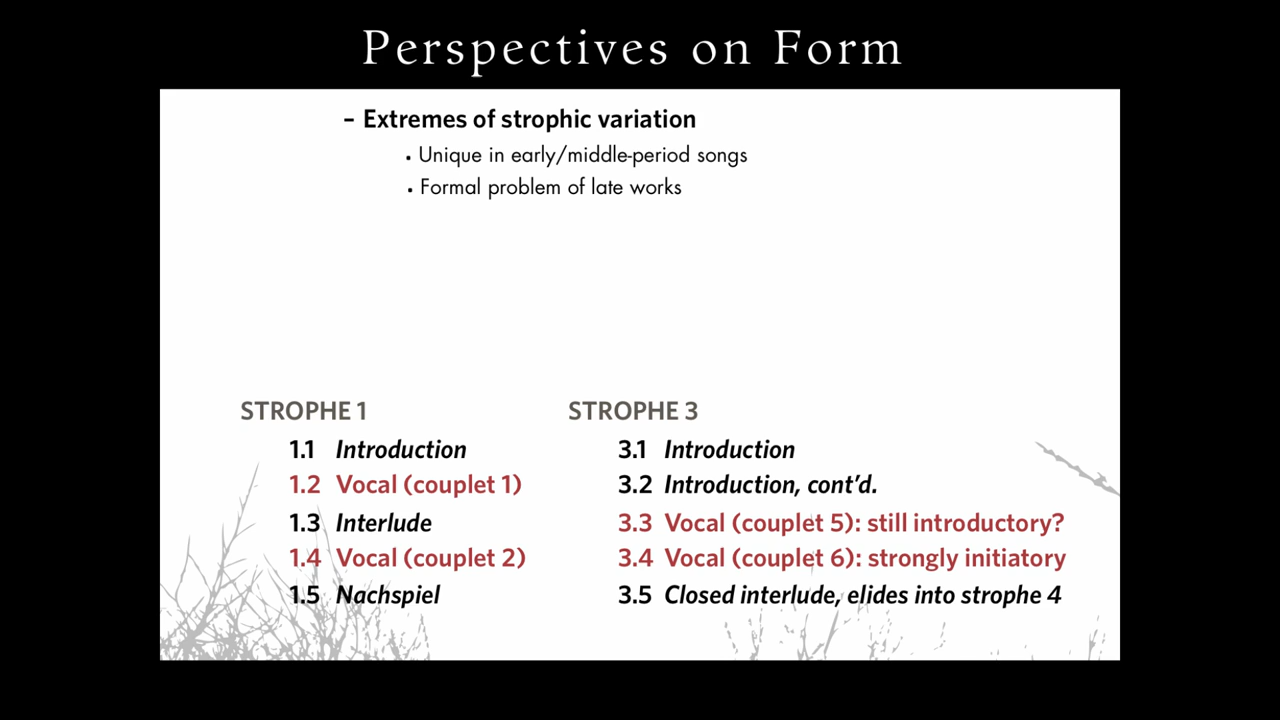 Perspectives on Form
– Extremes of strophic variation
• Unique in early/middle-period songs
• Formal problem of late works
STROPHE 1
1.1 Introduction
1.2 Vocal (couplet 1)
1.3 Interlude
1.4 Vocal (couplet 2)
1.5 Nachspiel
STROPHE 3
3.1 Introduction
3.2 Introduction, cont’d.
3.3 Vocal (couplet 5): still introductory?
3.4 Vocal (couplet 6): strongly initiatory
3.5 Closed interlude, elides into strophe 4